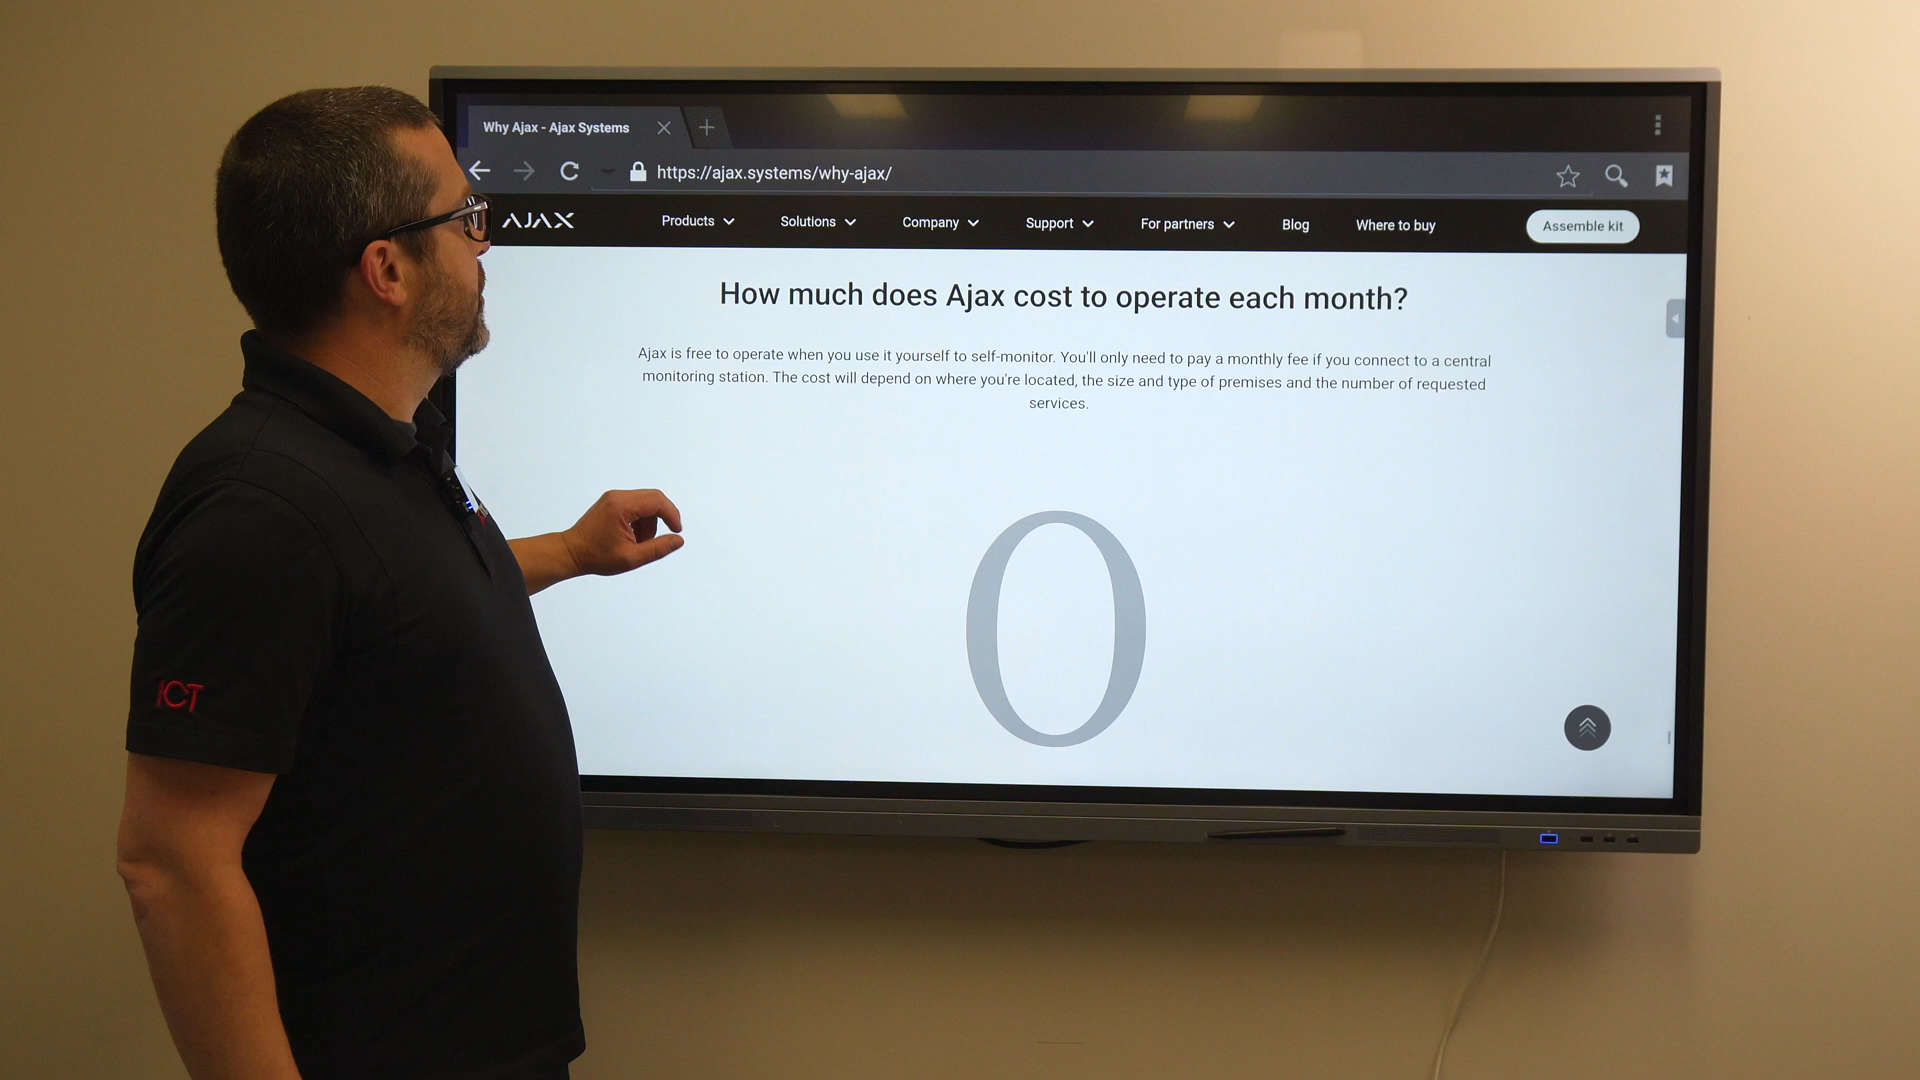 Why Ajax - Ajax Systems
https://ajax.systems/why-ajax/
AJAX
Products
Solutions
Company
Support
For partners
Blog
Where to buy
Assemble kit
How much does Ajax cost to operate each month?
Ajax is free to operate when you use it yourself to self-monitor. You'll only need to pay a monthly fee if you connect to a central
monitoring station. The cost will depend on where you're located, the size and type of premises and the number of requested
services.
0
ICT